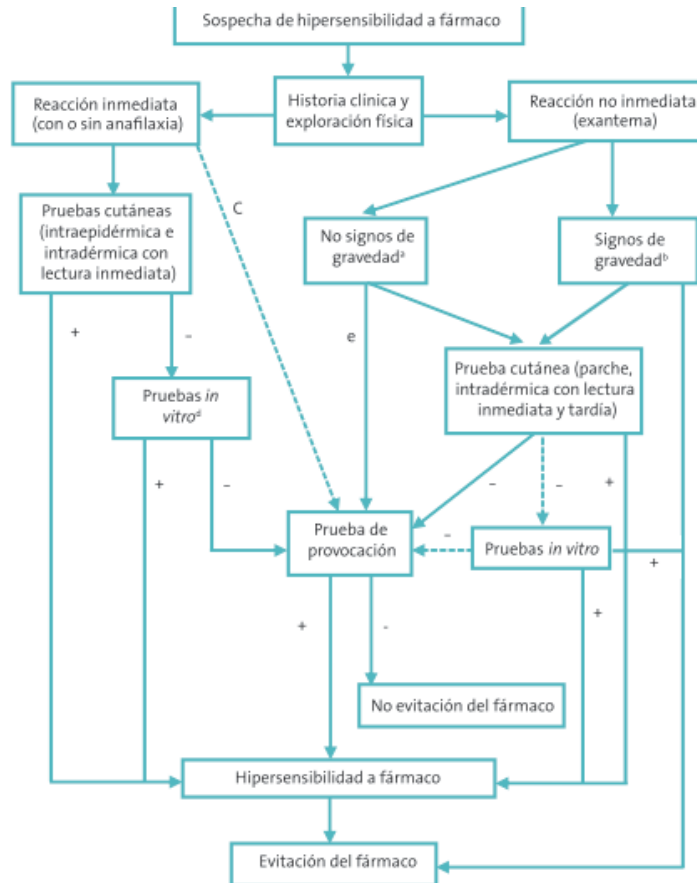 Sospecha de hipersensibilidad a fármaco
Reacción inmediata
(con o sin anafilaxia)
Historia clínica y
exploración física
Reacción no inmediata
(exantema)
C
Pruebas cutáneas
(intraepidérmica e
intradérmica con
lectura inmediata)
No signos de
gravedadª
Signos de
gravedadᵇ
+
-
e
Prueba cutánea (parche,
intradérmica con lectura
inmediata y tardía)
Pruebas in
vitroᵈ
+
-
-
-
+
Prueba de
provocación
-
Pruebas in vitro
+
+
-
+
No evitación del fármaco
Hipersensibilidad a fármaco
Evitación del fármaco